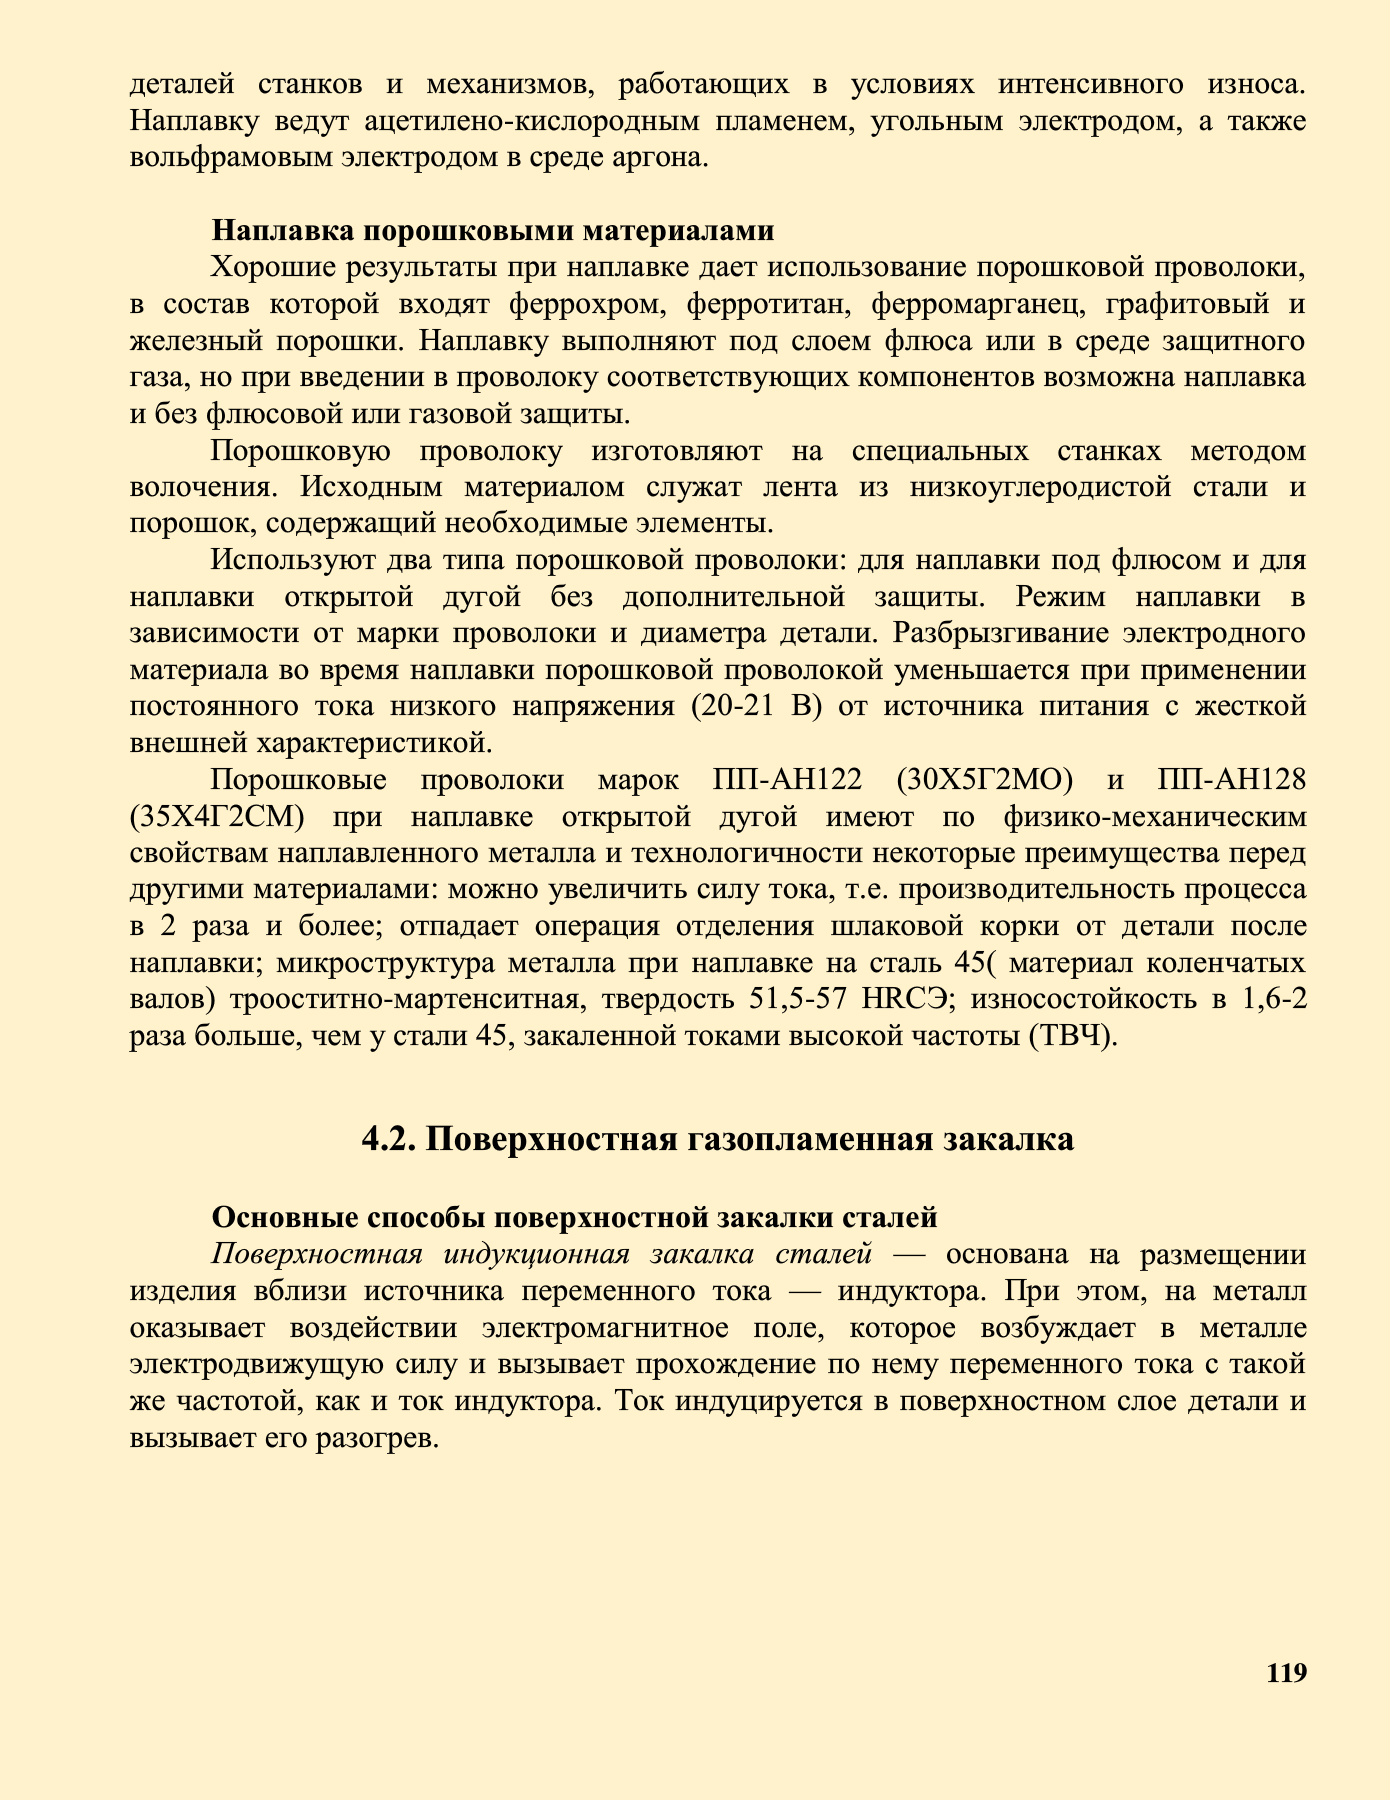 деталей станков и механизмов, работающих в условиях интенсивного износа.
Наплавку ведут ацетилено-кислородным пламенем, угольным электродом, а также
вольфрамовым электродом в среде аргона.
Наплавка порошковыми материалами
Хорошие результаты при наплавке дает использование порошковой проволоки,
в состав которой входят феррохром, ферротитан, ферромарганец, графитовый и
железный порошки. Наплавку выполняют под слоем флюса или в среде защитного
газа, но при введении в проволоку соответствующих компонентов возможна наплавка
и без флюсовой или газовой защиты.
Порошковую проволоку изготовляют на специальных станках методом
волочения. Исходным материалом служат лента из низкоуглеродистой стали и
порошок, содержащий необходимые элементы.
Используют два типа порошковой проволоки: для наплавки под флюсом и для
наплавки открытой дугой без дополнительной защиты. Режим наплавки в
зависимости от марки проволоки и диаметра детали. Разбрызгивание электродного
материала во время наплавки порошковой проволокой уменьшается при применении
постоянного тока низкого напряжения (20-21 В) от источника питания с жесткой
внешней характеристикой.
Порошковые проволоки марок ПП-АН122 (30Х5Г2МО) и ПП-АН128
(35Х4Г2СМ) при наплавке открытой дугой имеют по физико-механическим
свойствам наплавленного металла и технологичности некоторые преимущества перед
другими материалами: можно увеличить силу тока, т.е. производительность процесса
в 2 раза и более; отпадает операция отделения шлаковой корки от детали после
наплавки; микроструктура металла при наплавке на сталь 45( материал коленчатых
валов) трооститно-мартенситная, твердость 51,5-57 HRCЭ; износостойкость в 1,6-2
раза больше, чем у стали 45, закаленной токами высокой частоты (ТВЧ).
4.2. Поверхностная газопламенная закалка
Основные способы поверхностной закалки сталей
Поверхностная индукционная закалка сталей — основана на размещении
изделия вблизи источника переменного тока — индуктора. При этом, на металл
оказывает воздействии электромагнитное поле, которое возбуждает в металле
электродвижущую силу и вызывает прохождение по нему переменного тока с такой
же частотой, как и ток индуктора. Ток индуцируется в поверхностном слое детали и
вызывает его разогрев.
119